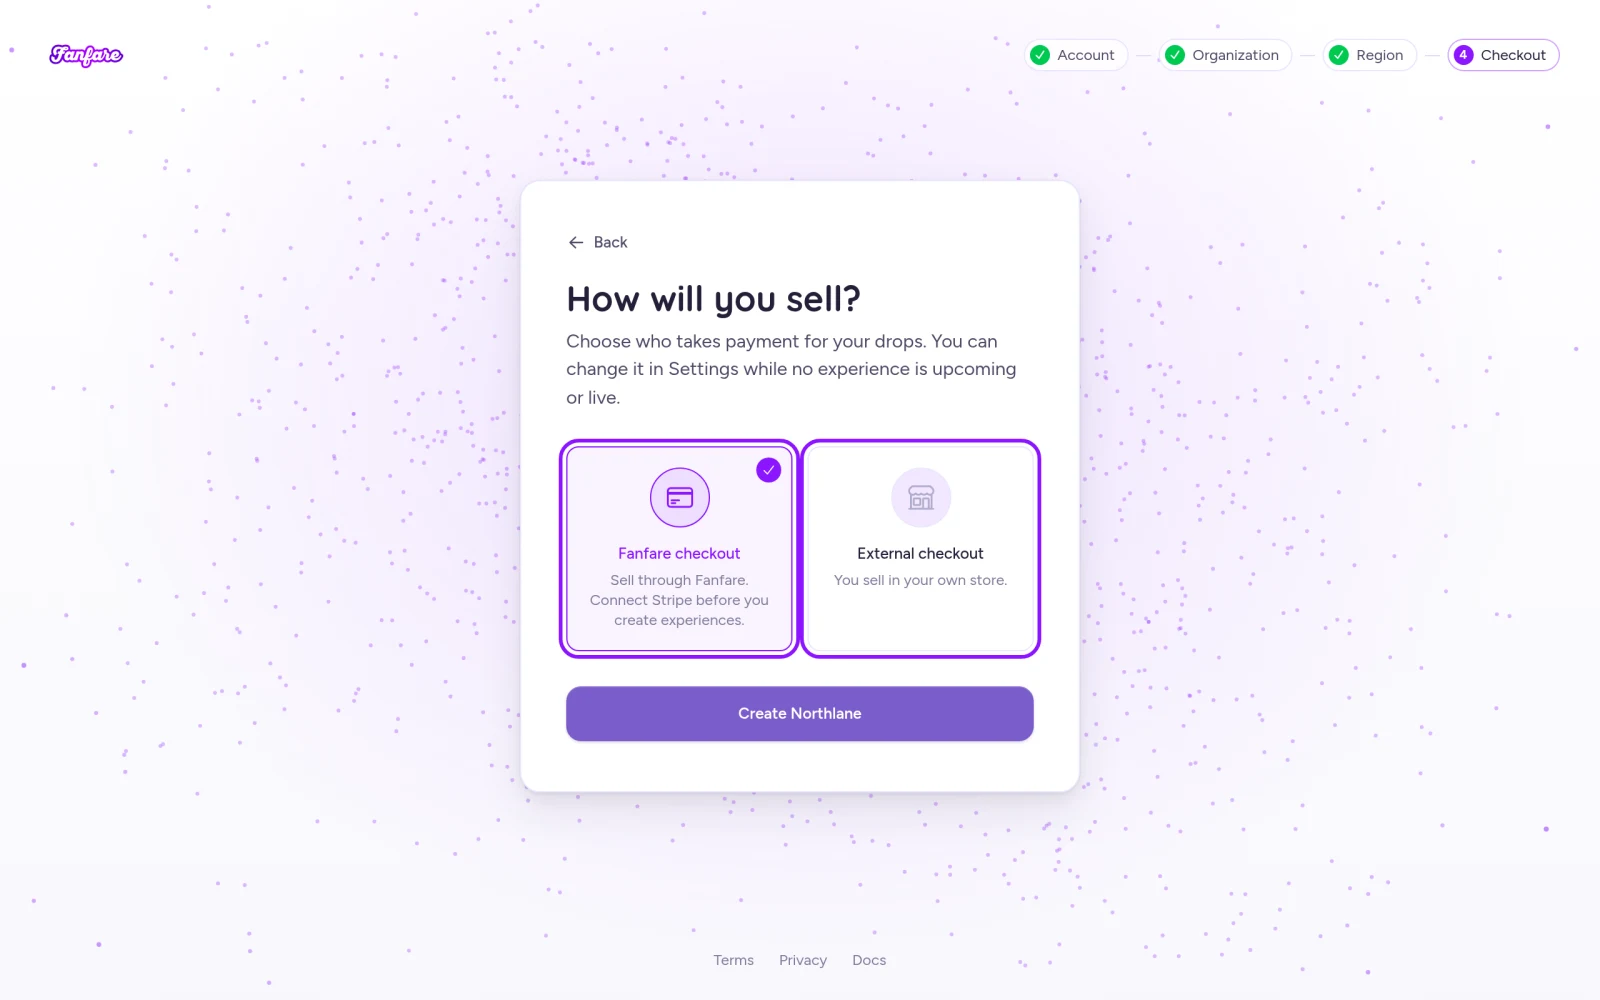 Fanfare
Account
Organization
Region
4 Checkout
Back
How will you sell?
Choose who takes payment for your drops. You can
change it in Settings while no experience is upcoming
or live.
Fanfare checkout
Sell through Fanfare.
Connect Stripe before you
create experiences.
External checkout
You sell in your own store.
Create Northlane
Terms
Privacy
Docs